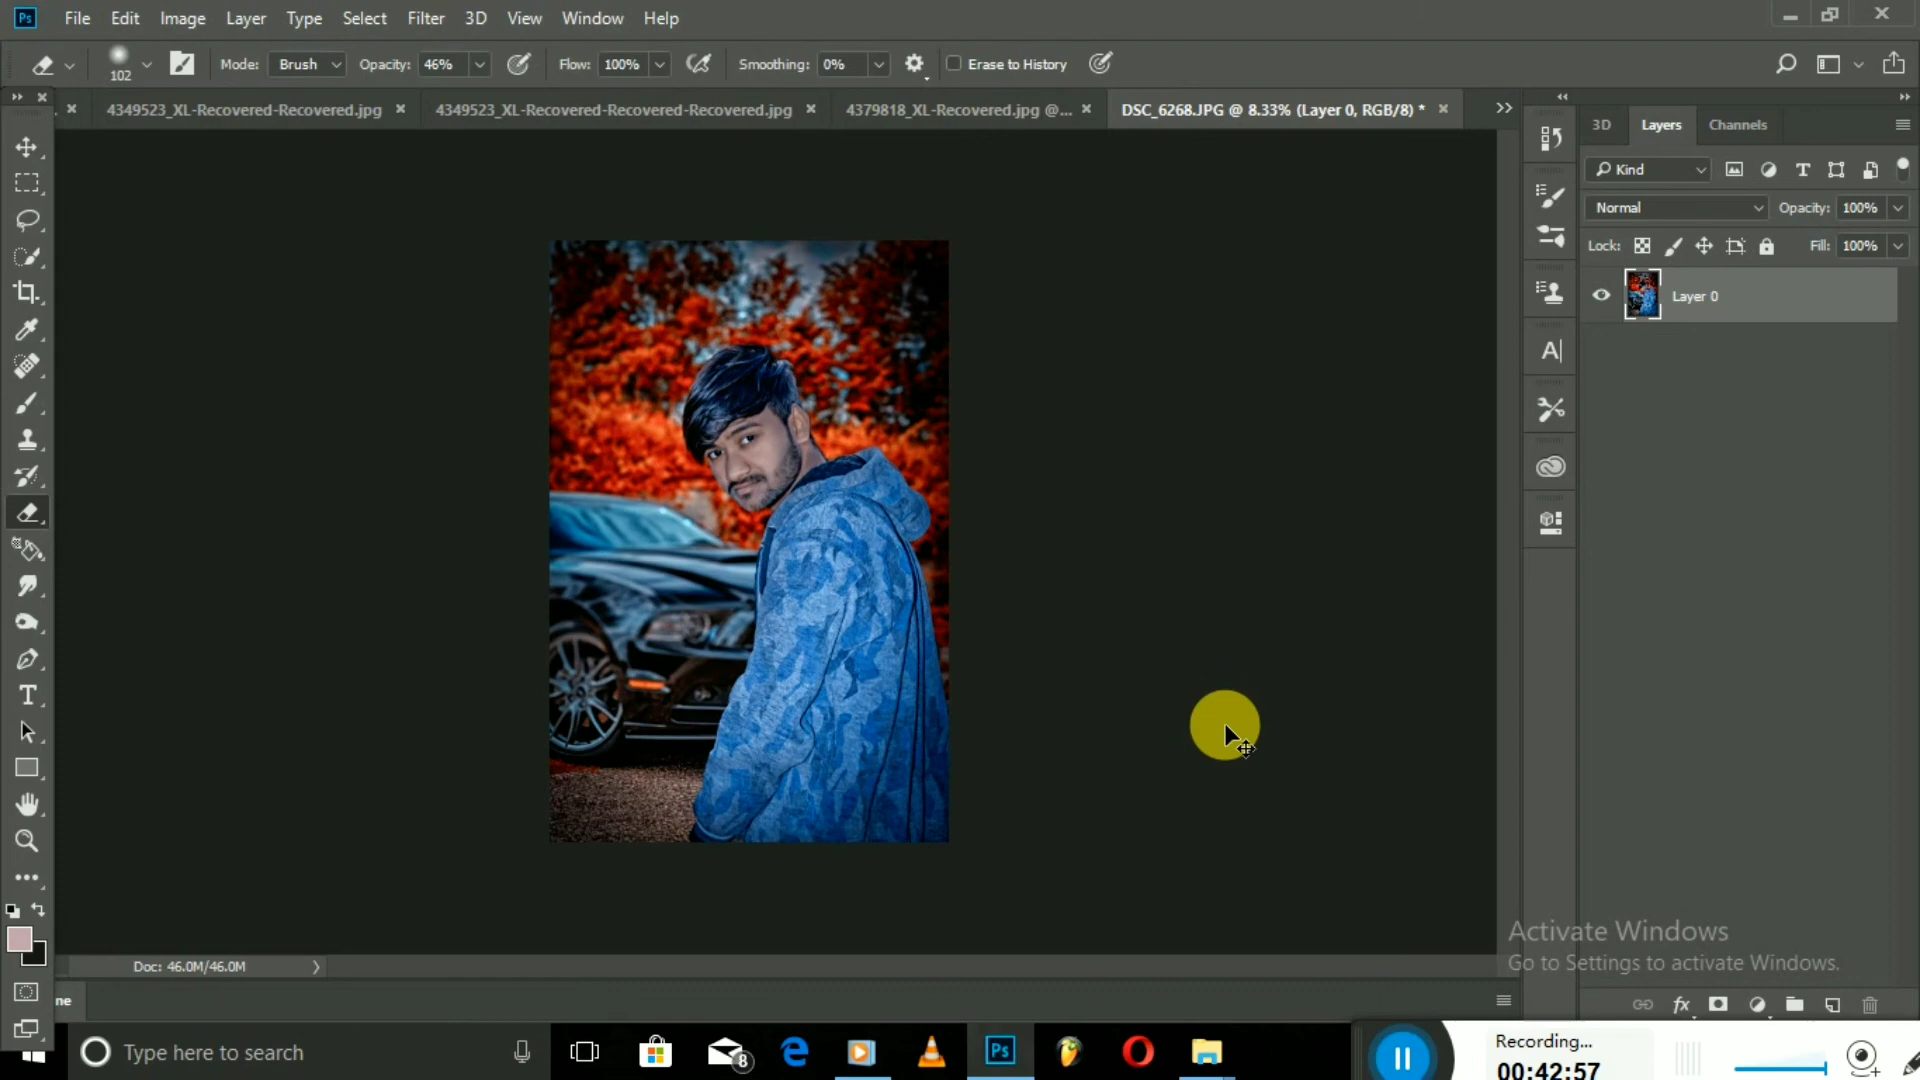 Ps File Edit Image Layer Type Select Filter 3D View Window Help
102 Mode: Brush Opacity: 46% Flow: 100% Smoothing: 0% Erase to History
4349523_XL-Recovered-Recovered.jpg 4349523_XL-Recovered-Recovered-Recovered.jpg 4379818_XL-Recovered.jpg @... DSC_6268.JPG @ 8.33% (Layer 0, RGB/8) *
3D Layers Channels
Kind
Normal Opacity: 100%
Lock: Fill: 100%
Layer 0
Activate Windows
Go to Settings to activate Windows.
Doc: 46.0M/46.0M
ne
Type here to search
8
Ps
Recording...
00:42:57